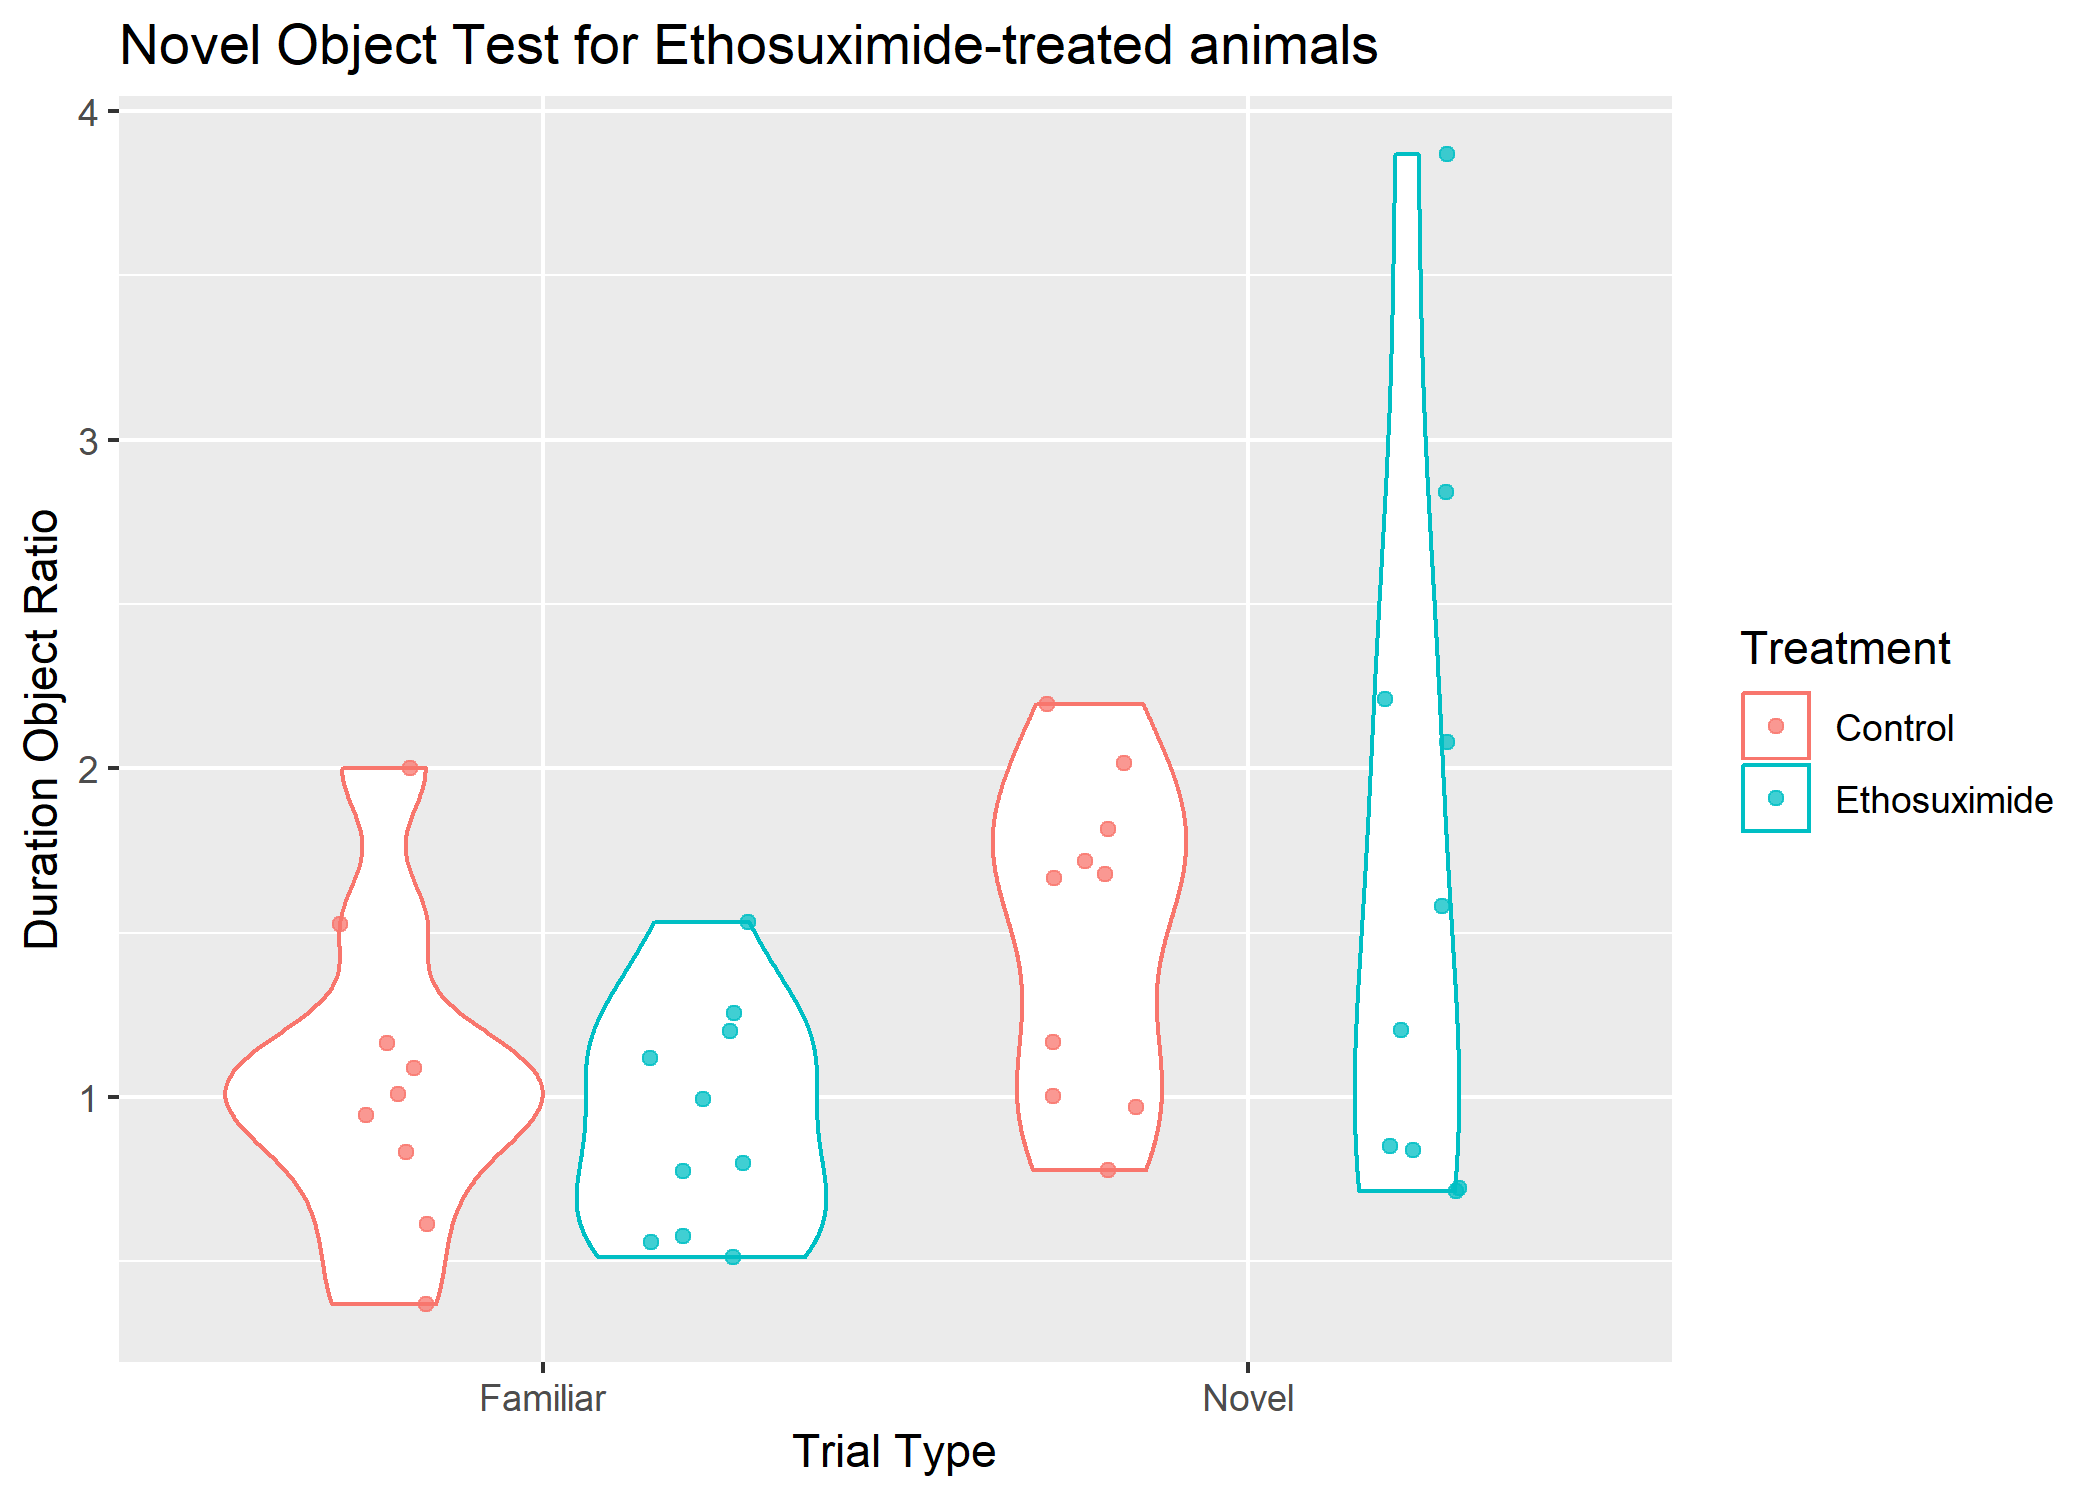 Novel Object Test for Ethosuximide-treated animals
4
3
2
1
Duration Object Ratio
Familiar
Novel
Trial Type
Treatment
Control
Ethosuximide